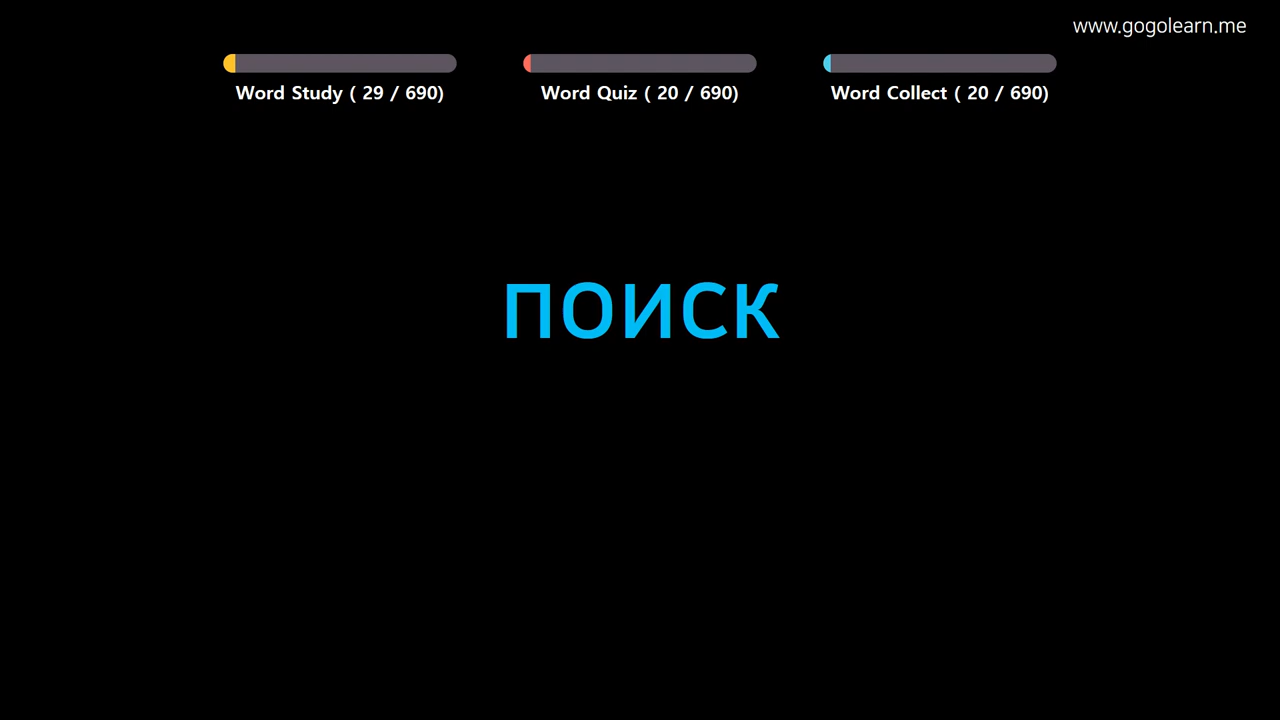 www.gogolearn.me
Word Study ( 29 / 690)
Word Quiz ( 20 / 690)
Word Collect ( 20 / 690)
поиск